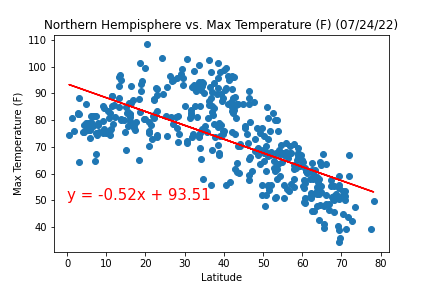 Northern Hempisphere vs. Max Temperature (F) (07/24/22)
110
100
90
80
70
60
50
40
Max Temperature (F)
y = -0.52x + 93.51
0 10 20 30 40 50 60 70 80
Latitude